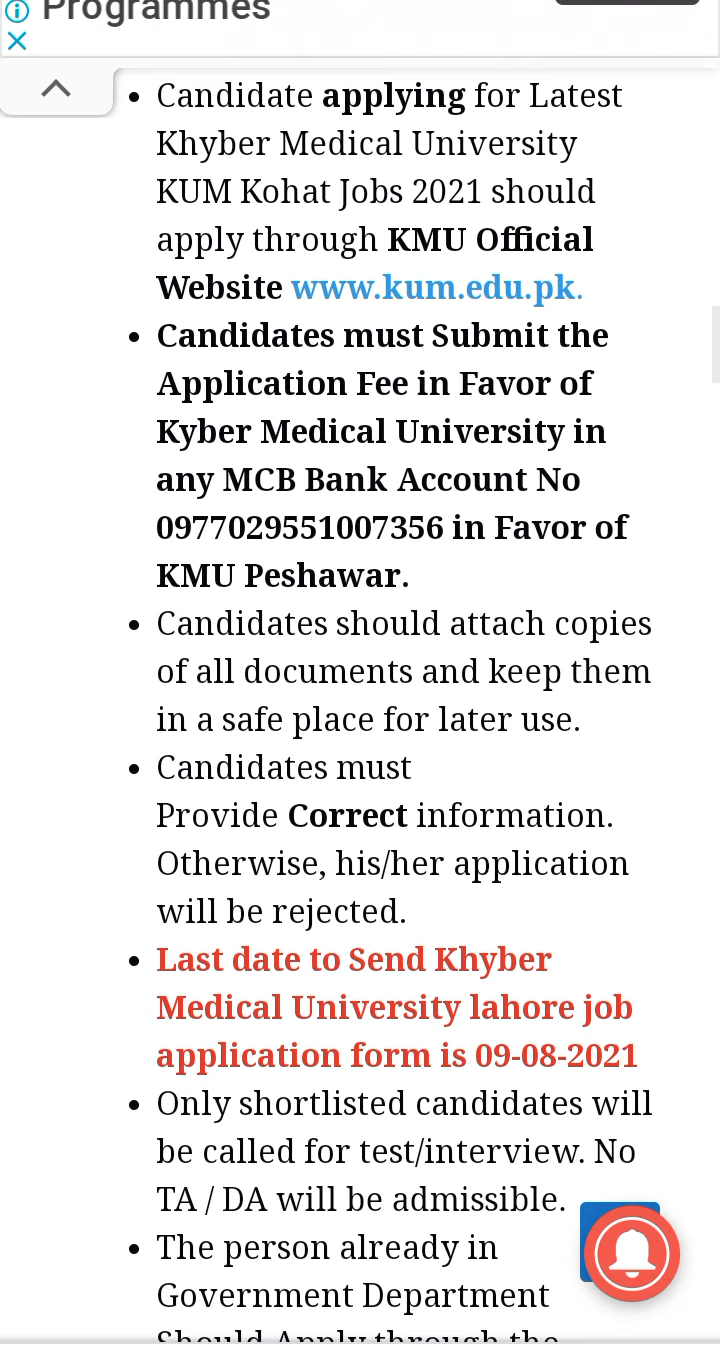 Programmes
Candidate applying for Latest
Khyber Medical University
KUM Kohat Jobs 2021 should
apply through KMU Official
Website www.kum.edu.pk.
Candidates must Submit the
Application Fee in Favor of
Kyber Medical University in
any MCB Bank Account No
0977029551007356 in Favor of
KMU Peshawar.
Candidates should attach copies
of all documents and keep them
in a safe place for later use.
Candidates must
Provide Correct information.
Otherwise, his/her application
will be rejected.
Last date to Send Khyber
Medical University lahore job
application form is 09-08-2021
Only shortlisted candidates will
be called for test/interview. No
TA / DA will be admissible.
The person already in
Government Department
Should Apply through the